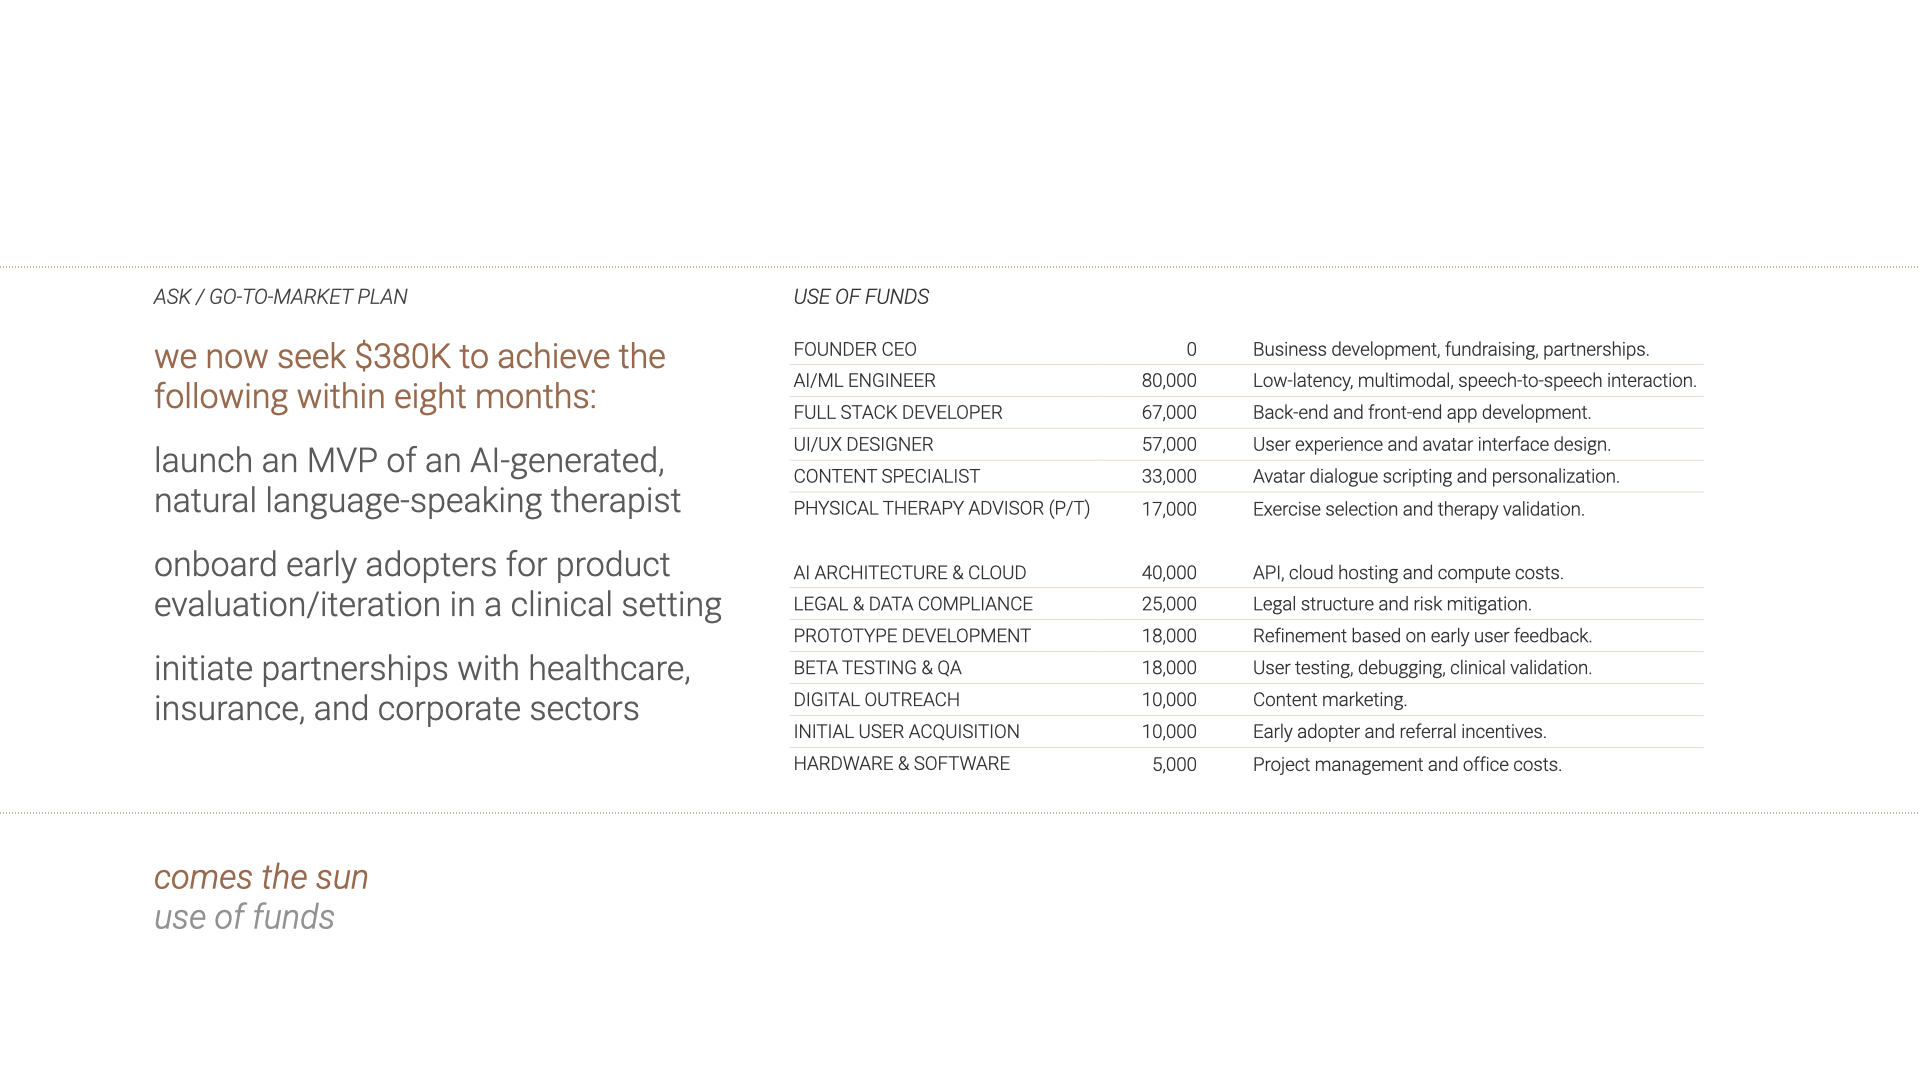 ASK / GO-TO-MARKET PLAN
we now seek $380K to achieve the
following within eight months:
launch an MVP of an AI-generated,
natural language-speaking therapist
onboard early adopters for product
evaluation/iteration in a clinical setting
initiate partnerships with healthcare,
insurance, and corporate sectors
USE OF FUNDS
FOUNDER CEO 0 Business development, fundraising, partnerships.
AI/ML ENGINEER 80,000 Low-latency, multimodal, speech-to-speech interaction.
FULL STACK DEVELOPER 67,000 Back-end and front-end app development.
UI/UX DESIGNER 57,000 User experience and avatar interface design.
CONTENT SPECIALIST 33,000 Avatar dialogue scripting and personalization.
PHYSICAL THERAPY ADVISOR (P/T) 17,000 Exercise selection and therapy validation.
AI ARCHITECTURE & CLOUD 40,000 API, cloud hosting and compute costs.
LEGAL & DATA COMPLIANCE 25,000 Legal structure and risk mitigation.
PROTOTYPE DEVELOPMENT 18,000 Refinement based on early user feedback.
BETA TESTING & QA 18,000 User testing, debugging, clinical validation.
DIGITAL OUTREACH 10,000 Content marketing.
INITIAL USER ACQUISITION 10,000 Early adopter and referral incentives.
HARDWARE & SOFTWARE 5,000 Project management and office costs.
comes the sun
use of funds